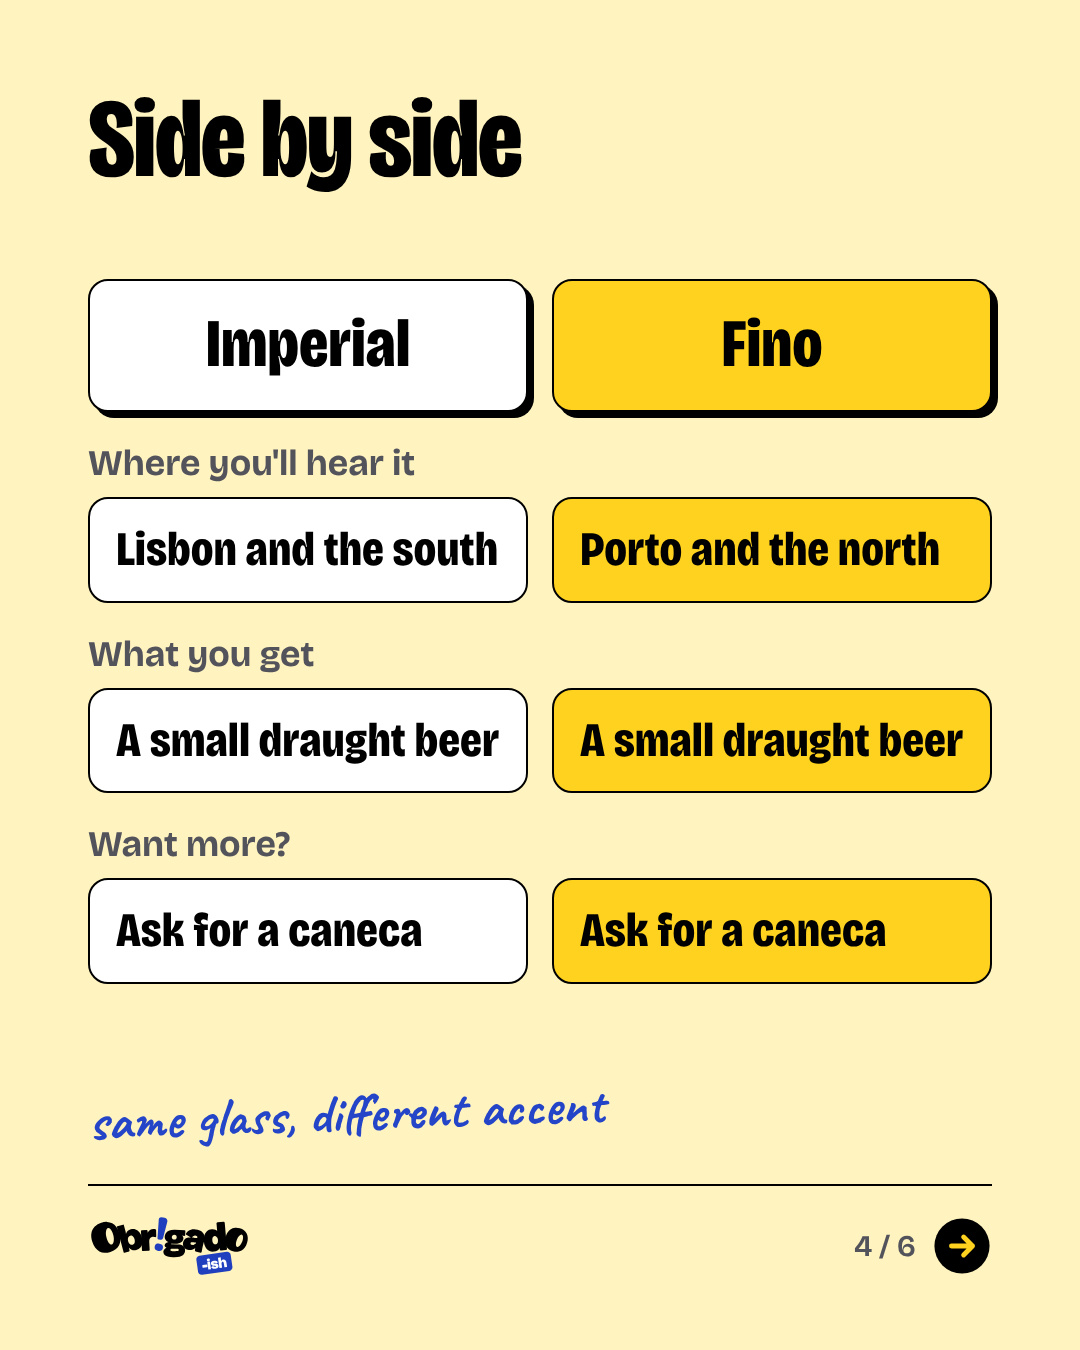 Side by side
Imperial
Fino
Where you'll hear it
Lisbon and the south
Porto and the north
What you get
A small draught beer
A small draught beer
Want more?
Ask for a caneca
Ask for a caneca
same glass, different accent
Obr!gado
-ish
4 / 6